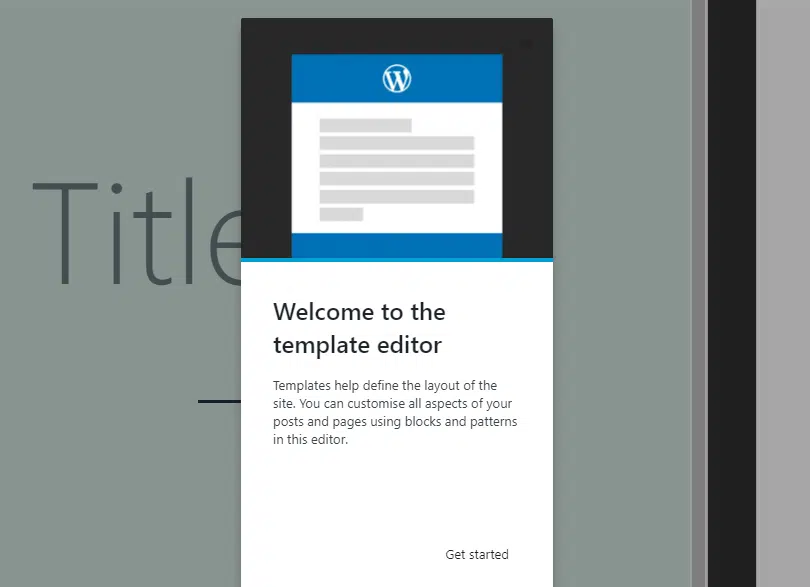 Title
Welcome to the
template editor
Templates help define the layout of the
site. You can customise all aspects of your
posts and pages using blocks and patterns
in this editor.
Get started